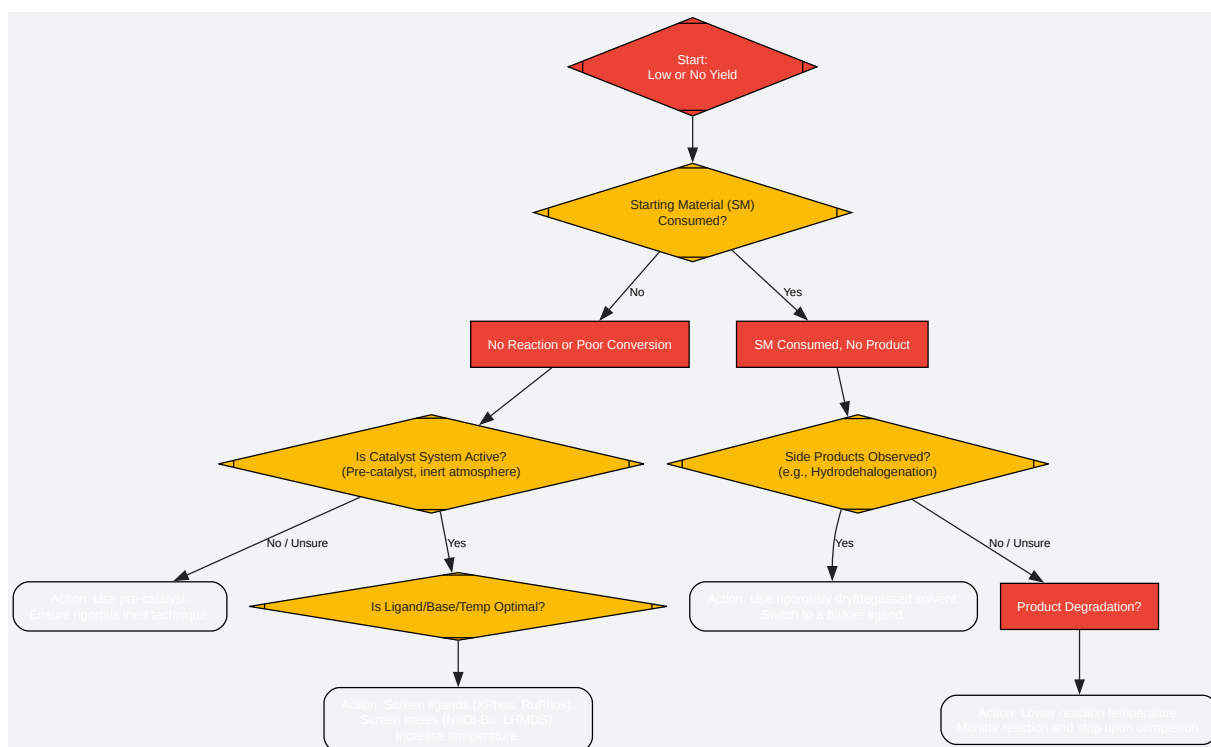 Start:
Low or No Yield
Starting Material (SM)
Consumed?
No
Yes
No Reaction or Poor Conversion
SM Consumed, No Product
Is Catalyst System Active?
(Pre-catalyst, inert atmosphere)
Side Products Observed?
(e.g., Hydrodehalogenation)
No / Unsure
Yes
Yes
No / Unsure
Action: Use pre-catalyst.
Ensure rigorous inert technique.
Is Ligand/Base/Temp Optimal?
Action: Use rigorously dry/degassed solvent.
Switch to a bulkier ligand.
Product Degradation?
Action: Screen ligands (XPhos, RuPhos).
Screen bases (NaOt-Bu, LHMDS).
Increase temperature.
Action: Lower reaction temperature.
Monitor reaction and stop upon completion.